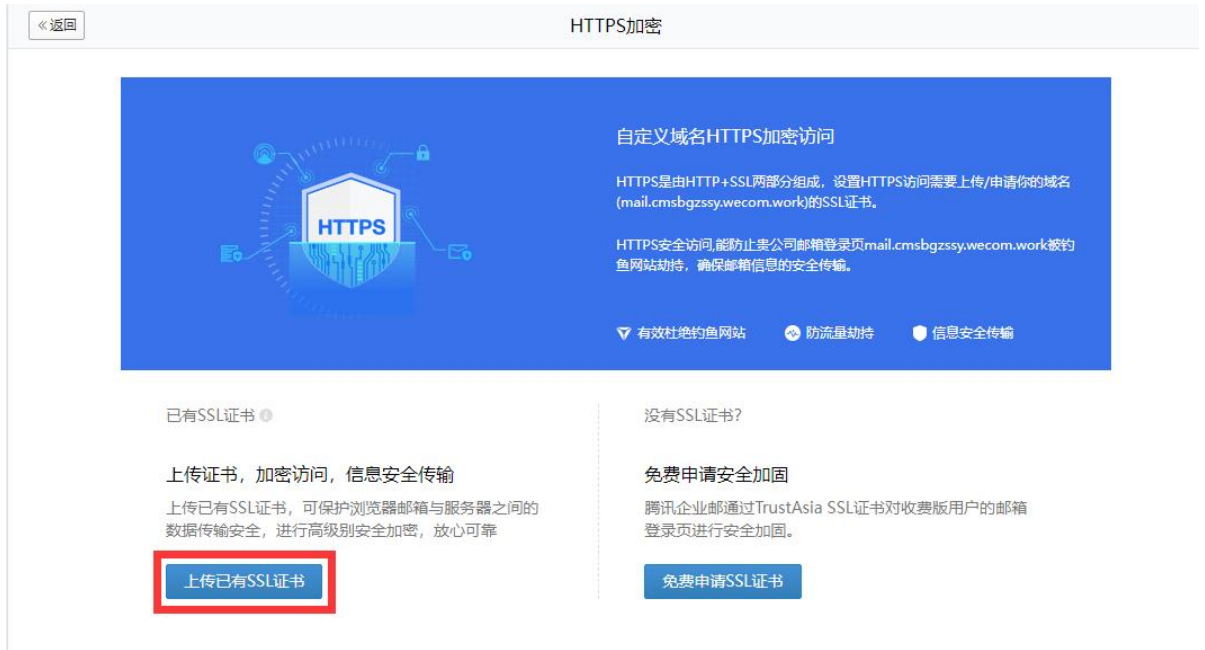 《返回
HTTPS加密
HTTPS
自定义域名HTTPS加密访问
HTTPS是由HTTP+SSL两部分组成，设置HTTPS访问需要上传/申请你的域名
(mail.cmsbgzssy.wecom.work)的SSL证书。
HTTPS安全访问,能防止贵公司邮箱登录页mail.cmsbgzssy.wecom.work被钓
鱼网站劫持，确保邮箱信息的安全传输。
有效杜绝钓鱼网站 防流量劫持 信息安全传输
已有SSL证书
上传证书，加密访问，信息安全传输
上传已有SSL证书，可保护浏览器邮箱与服务器之间的
数据传输安全，进行高级别安全加密，放心可靠
上传已有SSL证书
没有SSL证书?
免费申请安全加固
腾讯企业邮通过TrustAsia SSL证书对收费版用户的邮箱
登录页进行安全加固。
免费申请SSL证书